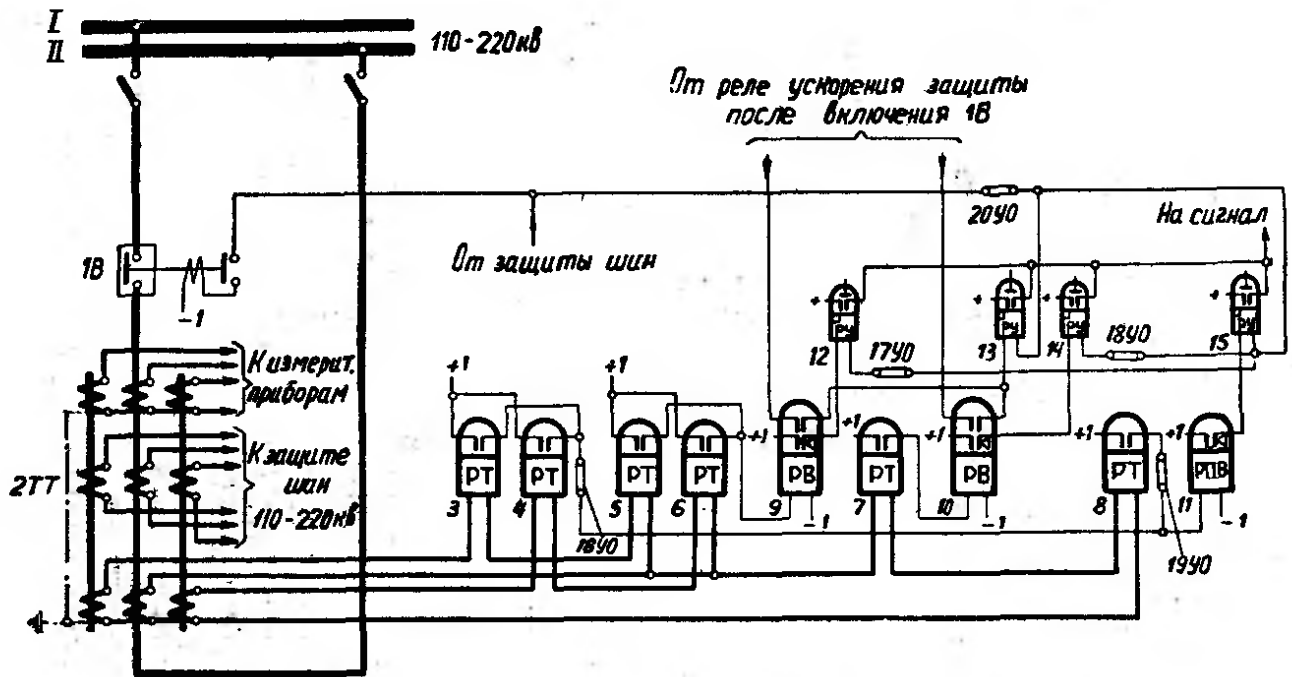 I
II
110-220кв
От реле ускорения защиты
после включения 1В
20УО
На сигнал
От защиты шин
1В
-1
+
+
+
+
РУ
РУ
РУ
РУ
12
17УО
13
14
18УО
15
К измерит.
приборам
+1
+1
+1
+1
+1
+1
+1
РТ
РТ
РТ
РТ
РВ
РТ
РВ
РТ
РПВ
3
4
5
6
9
7
10
8
11
-1
-1
-1
18УО
19УО
2ТТ
К защите
шин
110-220кв